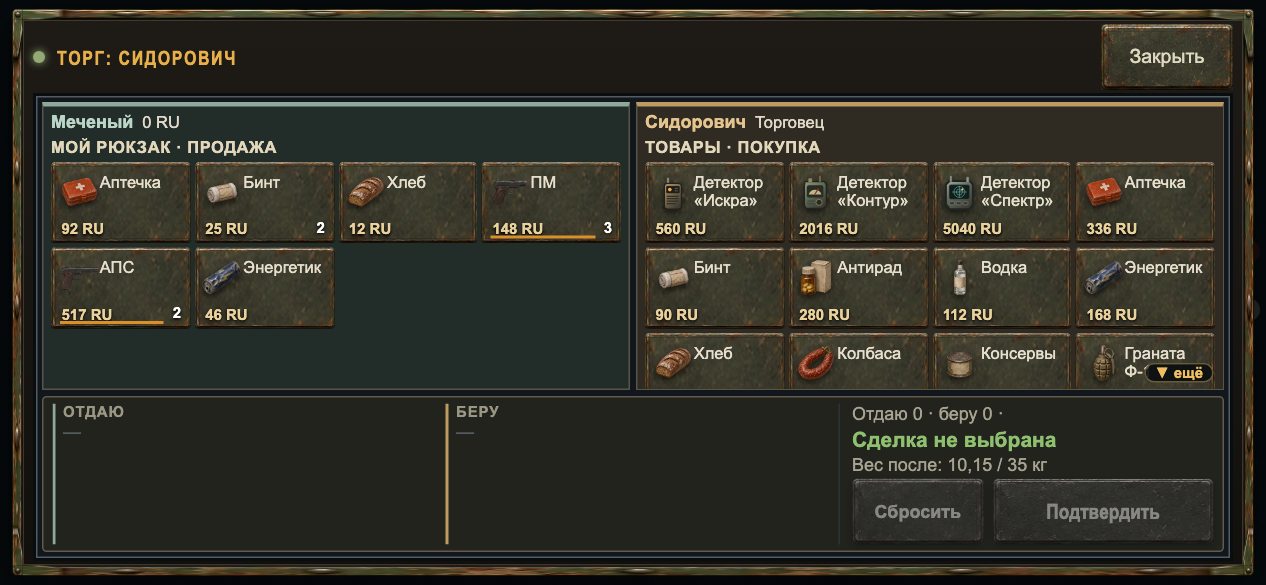 ТОРГ: СИДОРОВИЧ
Закрыть
Меченый 0 RU
МОЙ РЮКЗАК · ПРОДАЖА
Аптечка
92 RU
Бинт
25 RU 2
Хлеб
12 RU
ПМ
148 RU 3
АПС
517 RU 2
Энергетик
46 RU
Сидорович Торговец
ТОВАРЫ · ПОКУПКА
Детектор
«Искра»
560 RU
Детектор
«Контур»
2016 RU
Детектор
«Спектр»
5040 RU
Аптечка
336 RU
Бинт
90 RU
Антирад
280 RU
Водка
112 RU
Энергетик
168 RU
Хлеб
Колбаса
Консервы
Граната
Ф-
▼ ещё
ОТДАЮ
—
БЕРУ
—
Отдаю 0 · беру 0 ·
Сделка не выбрана
Вес после: 10,15 / 35 кг
Сбросить
Подтвердить